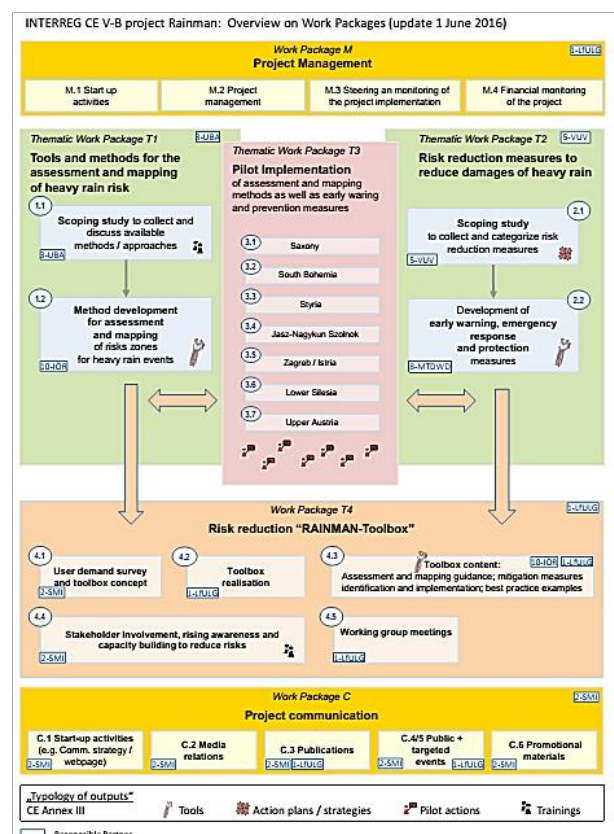 INTERREG CE V-B project Rainman: Overview on Work Packages (update 1 June 2016)
Work Package M
1-LfULG
Project Management
M.1 Start up
activities
M.2 Project
management
M.3 Steering an monitoring of
the project implementation
M.4 Financial monitoring
of the project
Thematic Work Package T1
3-UBA
Tools and methods for the
assessment and mapping
of heavy rain risk
1.1
Scoping study to collect and
discuss available
methods / approaches
3-UBA
1.2
Method development
for assessment
and mapping
of risks zones
for heavy rain events
10-IOR
Thematic Work Package T3
Pilot Implementation
of assessment and mapping
methods as well as early waring
and prevention measures
3.1
Saxony
3.2
South Bohemia
3.3
Styria
3.4
Jasz-Nagykun Szolnok
3.5
Zagreb / Istria
3.6
Lower Silesia
3.7
Upper Austria
Thematic Work Package T2
5-VUV
Risk reduction measures to
reduce damages of heavy rain
2.1
Scoping study
to collect and categorize risk
reduction measures
5-VUV
2.2
Development of
early warning, emergency
response
and protection
measures
8-MTDWD
Work Package T4
1-LfULG
Risk reduction “RAINMAN-Toolbox”
4.1
User demand survey
and toolbox concept
2-SMI
4.2
Toolbox
realisation
1-LfULG
4.3
Toolbox content:
10-IOR 1-LfULG
Assessment and mapping guidance; mitigation measures
identification and implementation; best practice examples
4.4
Stakeholder involvement, rising awareness and
capacity building to reduce risks
2-SMI
4.5
Working group meetings
1-LfULG
Work Package C
2-SMI
Project communication
C.1 Start-up activities
(e.g. Comm. strategy /
webpage)
2-SMI
C.2 Media
relations
2-SMI
C.3 Publications
2-SMI 1-LfULG
C.4/5 Public +
targeted
events
2-SMI 1-LfULG
C.6 Promotional
materials
2-SMI
„Typology of outputs“
CE Annex III
Tools
Action plans / strategies
Pilot actions
Trainings
Responsible Partner